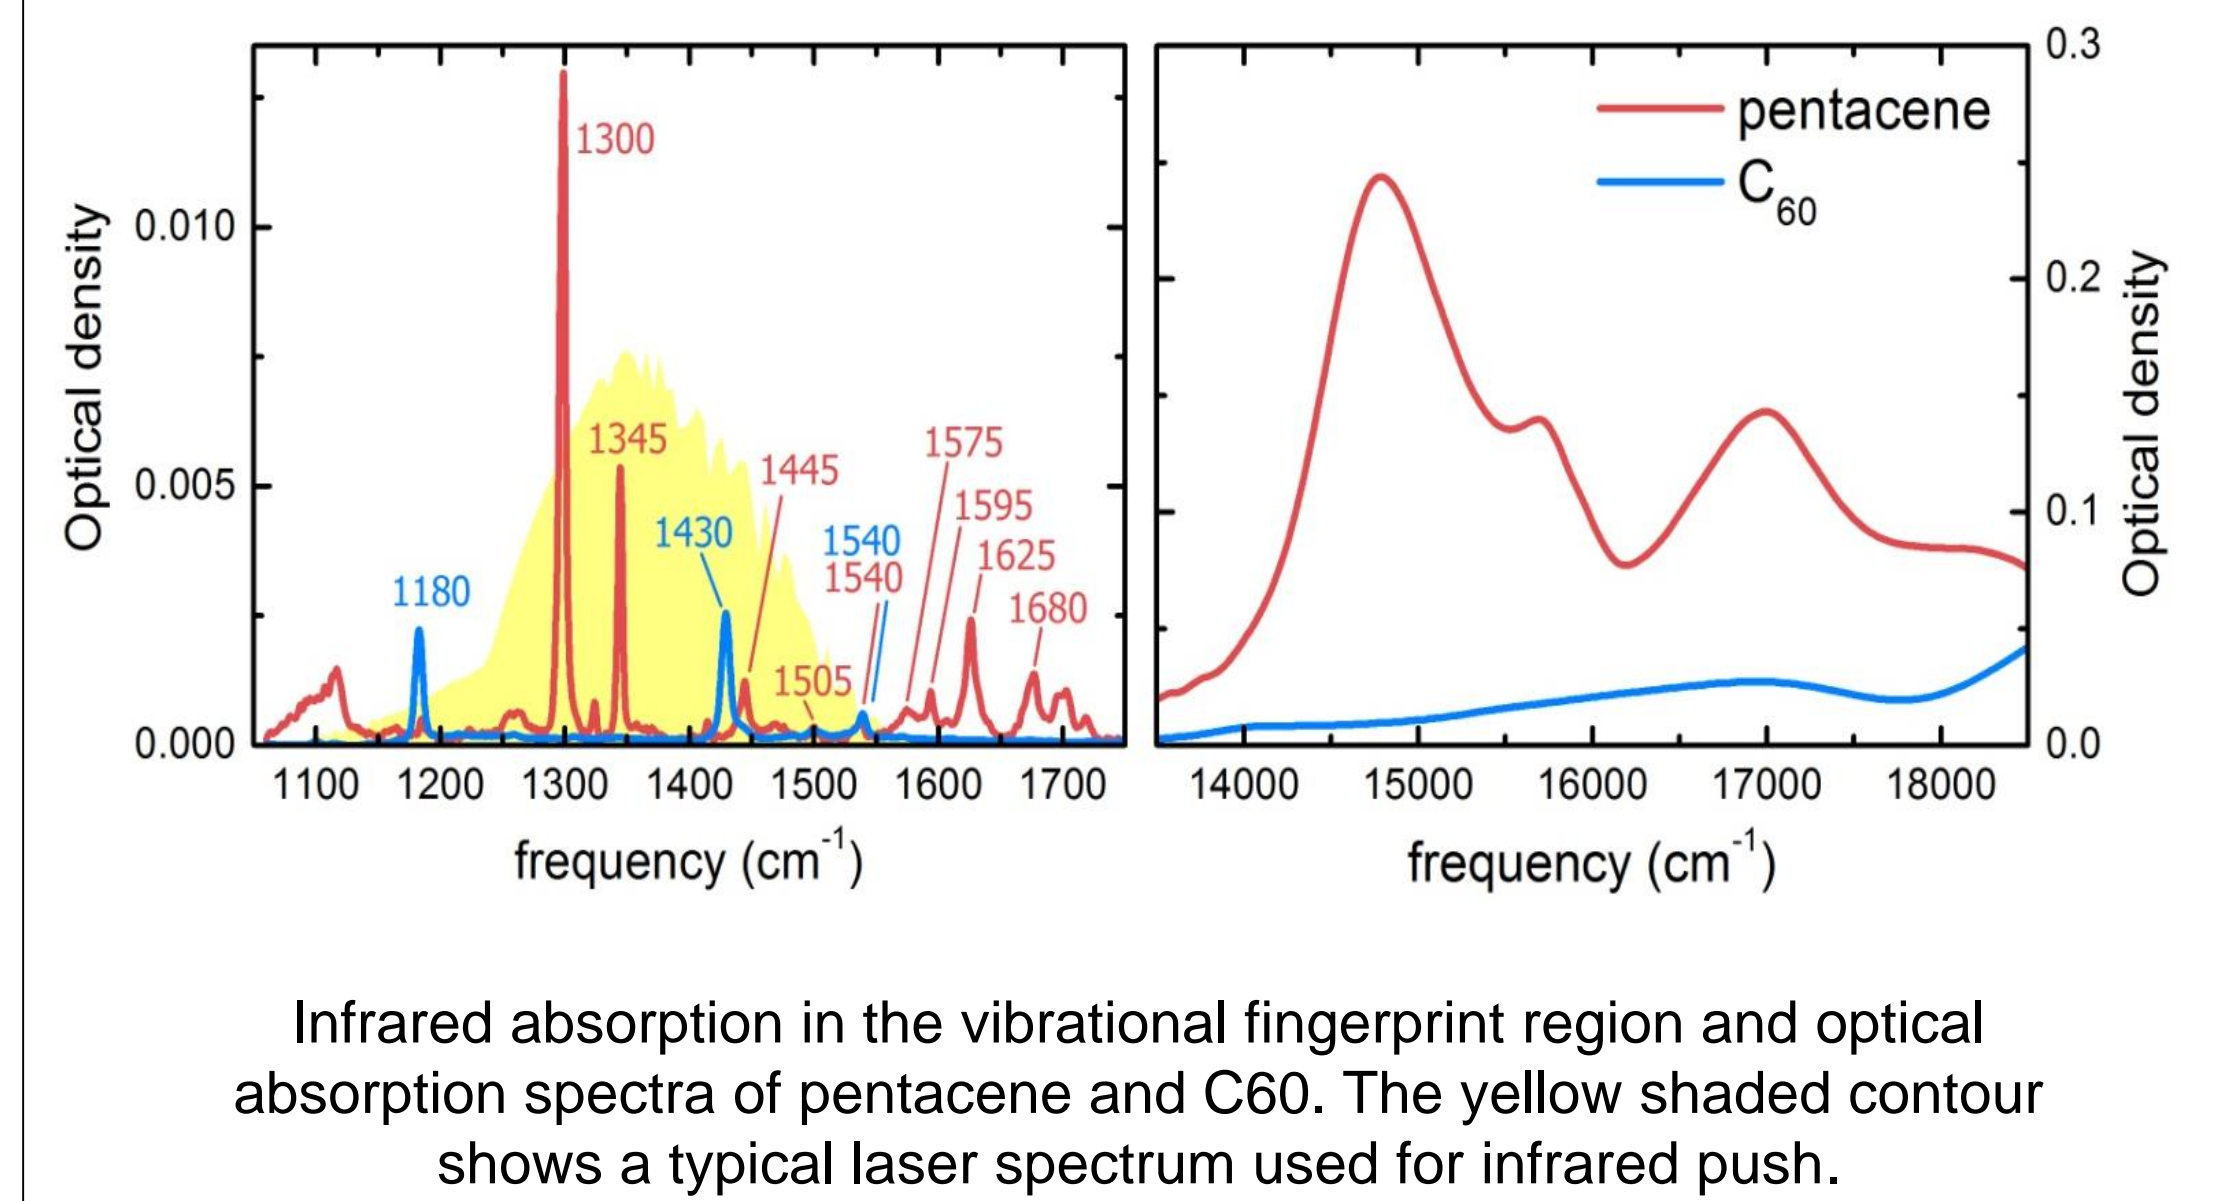 0.3
pentacene
1300
C60
0.010
0.2
Optical density
Optical density
1345
1445
1575
1595
0.005
0.1
1430
1540
1540
1625
1180
1680
1505
0.000
0.0
1100 1200 1300 1400 1500 1600 1700
14000 15000 16000 17000 18000
frequency (cm-1)
frequency (cm-1)
Infrared absorption in the vibrational fingerprint region and optical
absorption spectra of pentacene and C60. The yellow shaded contour
shows a typical laser spectrum used for infrared push.